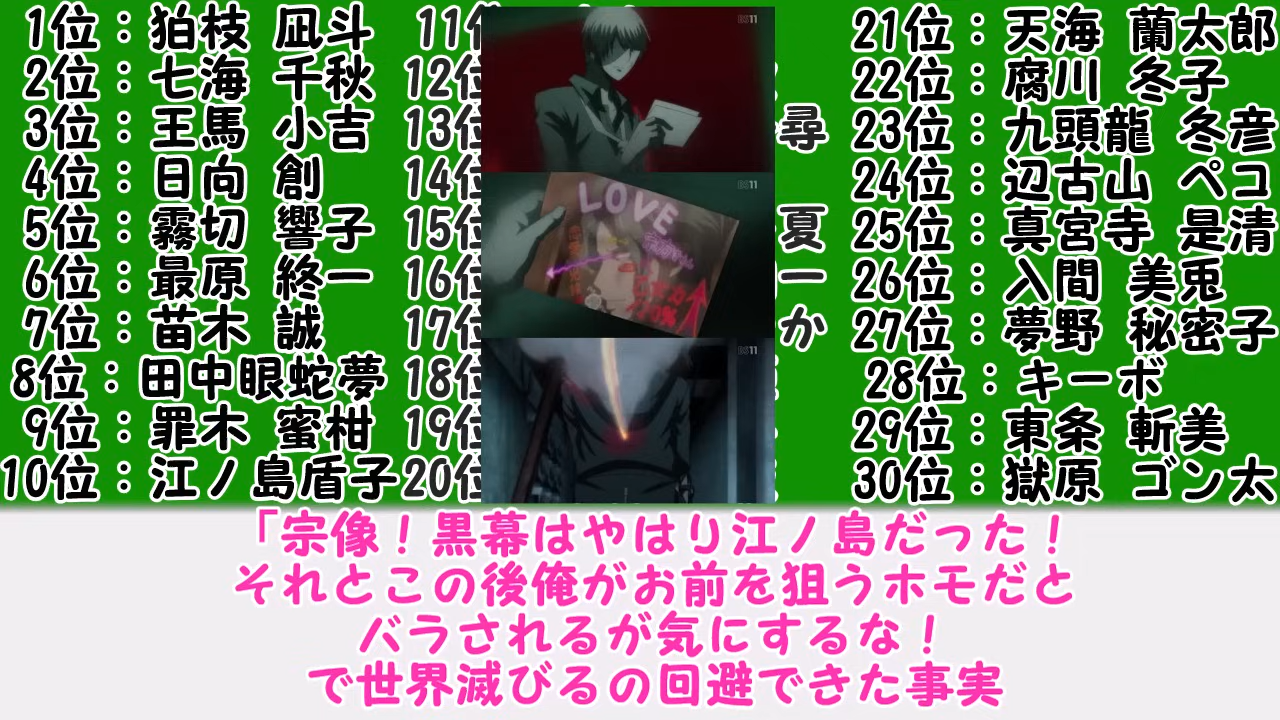 1位：狛枝 凪斗
2位：七海 千秋
3位：王馬 小吉
4位：日向 創
5位：霧切 響子
6位：最原 終一
7位：苗木 誠
8位：田中眼蛇夢
9位：罪木 蜜柑
10位：江ノ島盾子
11位
12位
13位
尋
14位
15位
夏
16位
一
17位
か
18位
19位
20位
BS11
BS11
LOVE
BS11
21位：天海 蘭太郎
22位：腐川 冬子
23位：九頭龍 冬彦
24位：辺古山 ペコ
25位：真宮寺 是清
26位：入間 美兎
27位：夢野 秘密子
28位：キーボ
29位：東条 斬美
30位：獄原 ゴン太
「宗像！黒幕はやはり江ノ島だった！
それとこの後俺がお前を狙うホモだと
バラされるが気にするな！
で世界滅びるの回避できた事実